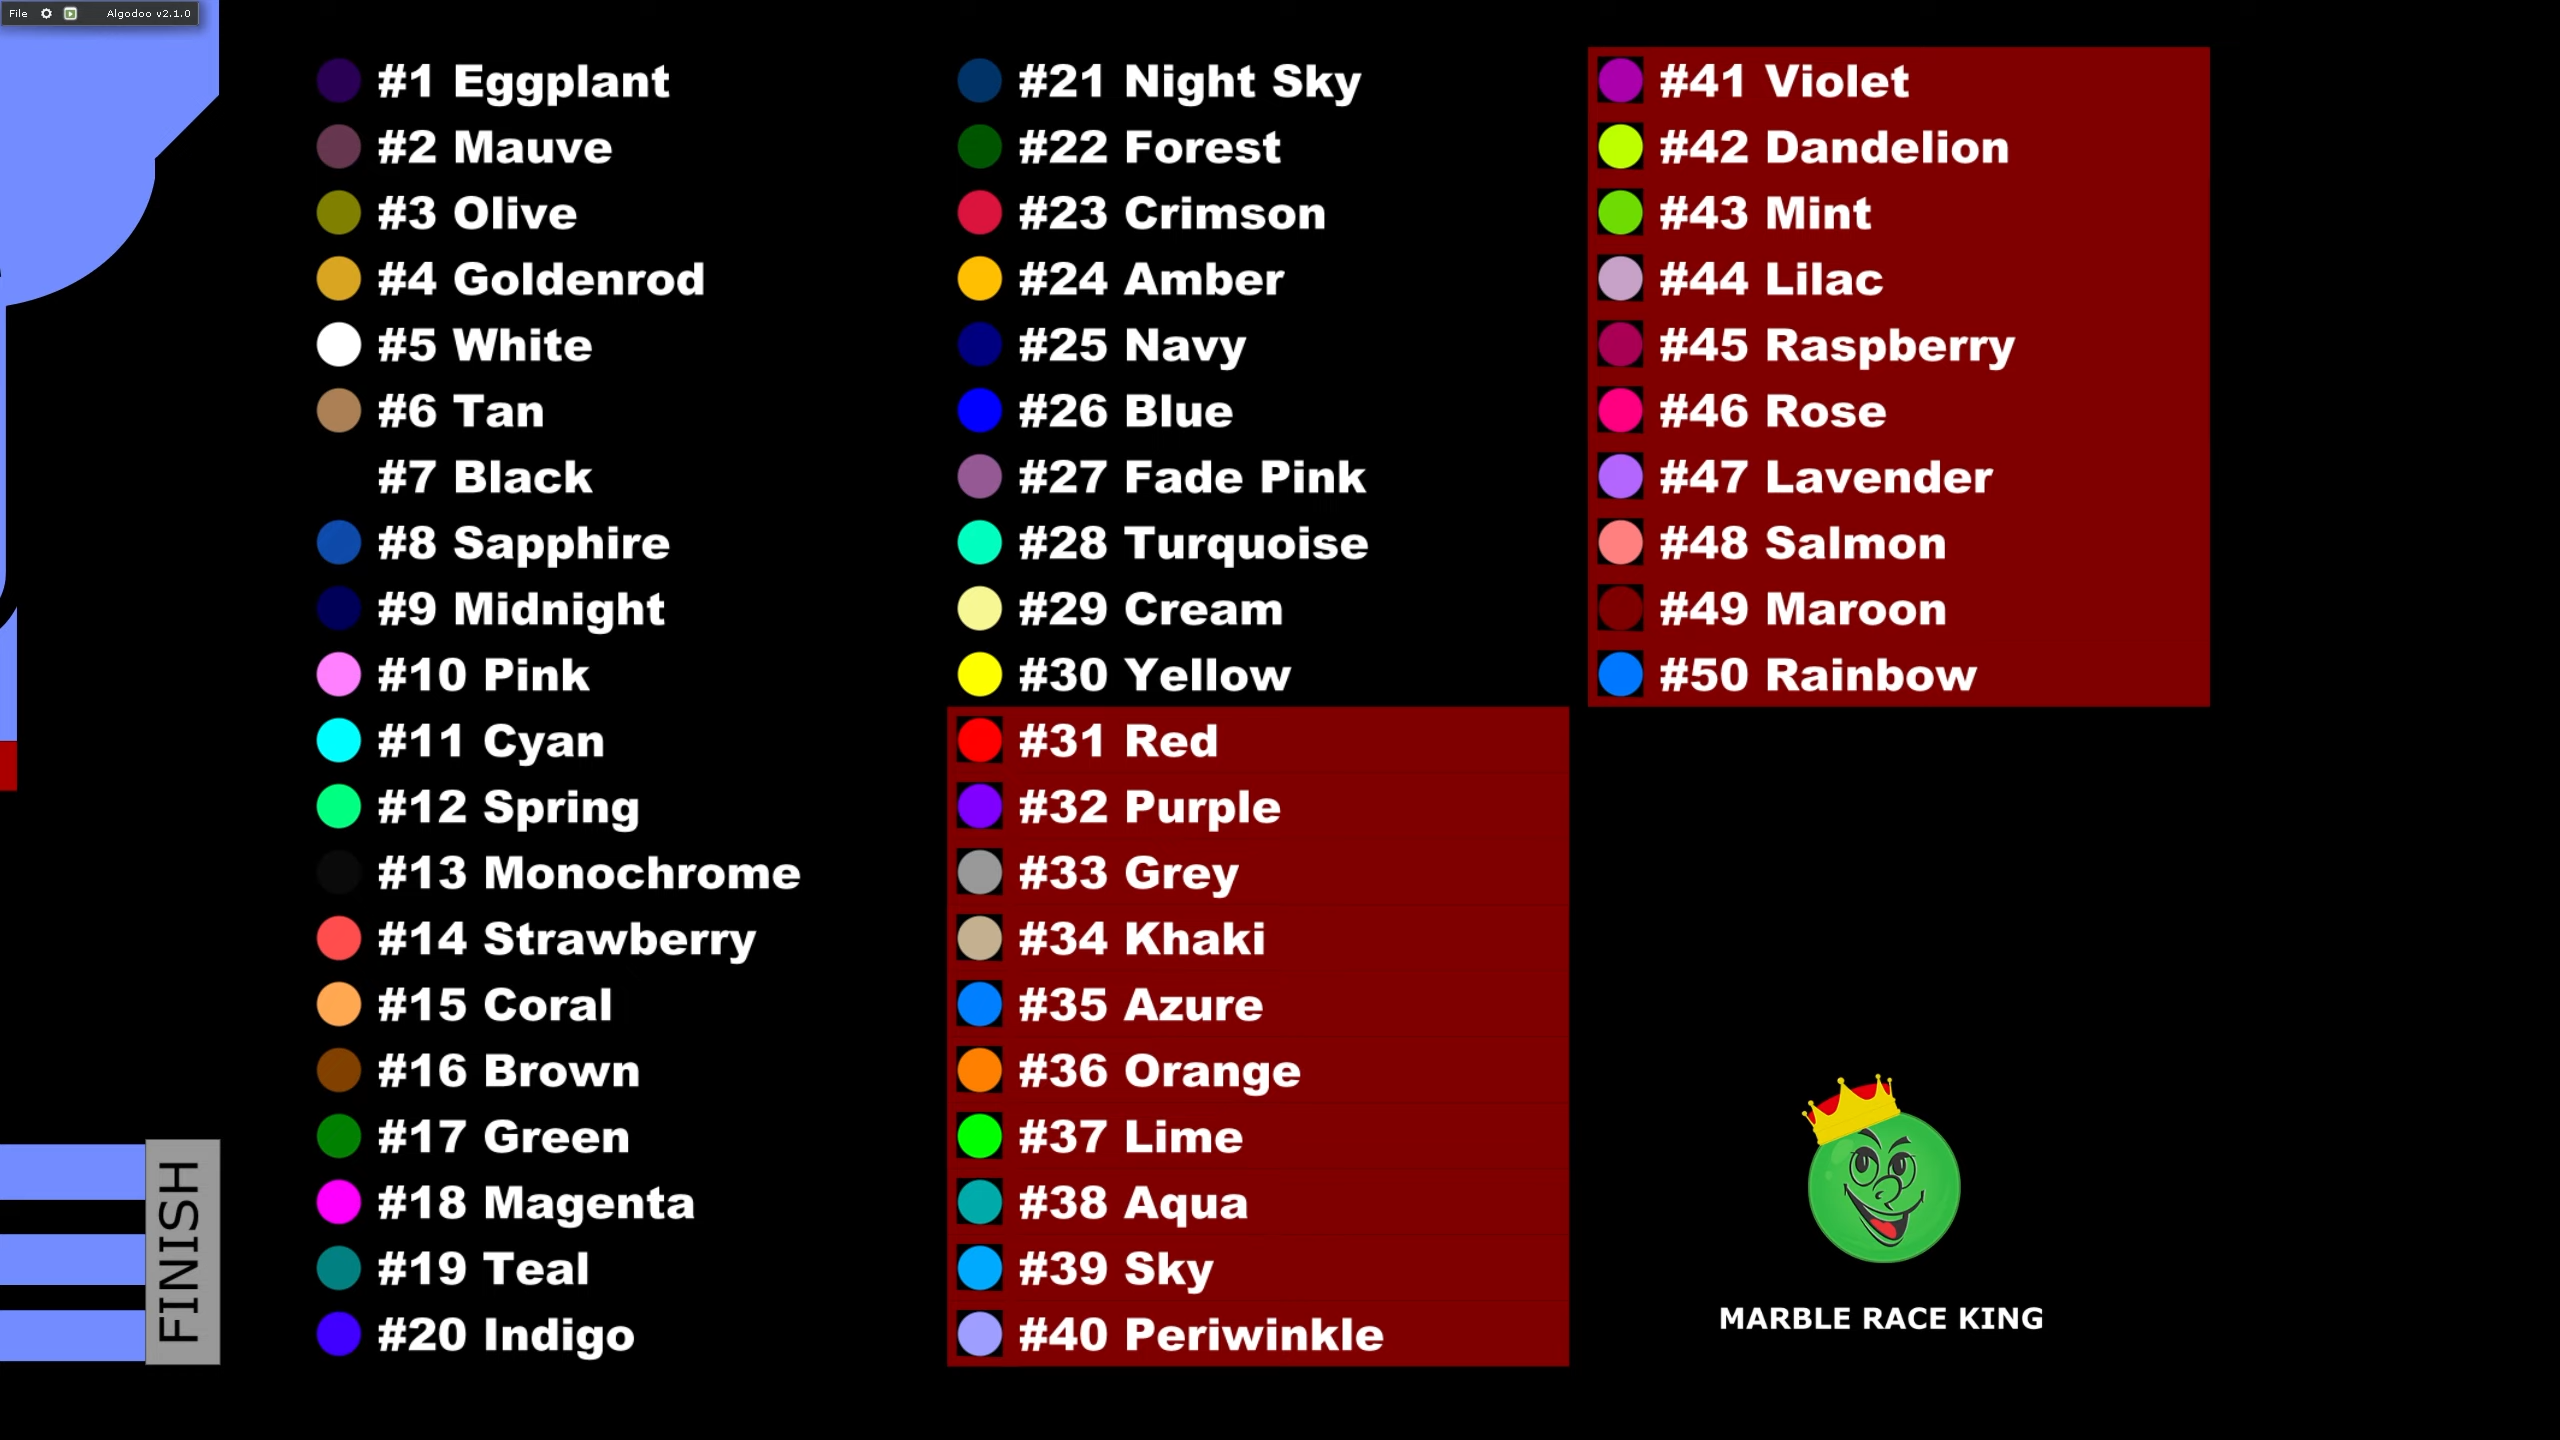 File Algodoo v2.1.0
#1 Eggplant
#2 Mauve
#3 Olive
#4 Goldenrod
#5 White
#6 Tan
#7 Black
#8 Sapphire
#9 Midnight
#10 Pink
#11 Cyan
#12 Spring
#13 Monochrome
#14 Strawberry
#15 Coral
#16 Brown
#17 Green
#18 Magenta
#19 Teal
#20 Indigo
#21 Night Sky
#22 Forest
#23 Crimson
#24 Amber
#25 Navy
#26 Blue
#27 Fade Pink
#28 Turquoise
#29 Cream
#30 Yellow
#31 Red
#32 Purple
#33 Grey
#34 Khaki
#35 Azure
#36 Orange
#37 Lime
#38 Aqua
#39 Sky
#40 Periwinkle
#41 Violet
#42 Dandelion
#43 Mint
#44 Lilac
#45 Raspberry
#46 Rose
#47 Lavender
#48 Salmon
#49 Maroon
#50 Rainbow
FINISH
MARBLE RACE KING